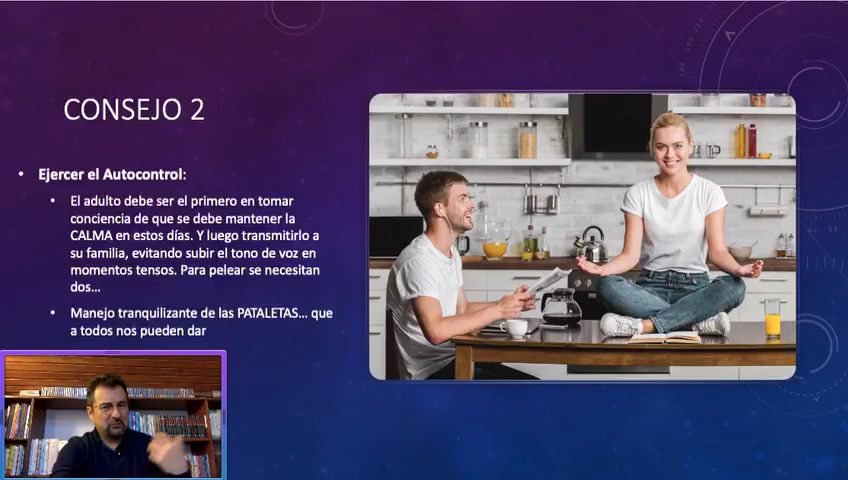 CONSEJO 2
• Ejercer el Autocontrol:
• El adulto debe ser el primero en tomar
conciencia de que se debe mantener la
CALMA en estos días. Y luego transmitirlo a
su familia, evitando subir el tono de voz en
momentos tensos. Para pelear se necesitan
dos...
• Manejo tranquilizante de las PATALETAS... que
a todos nos pueden dar